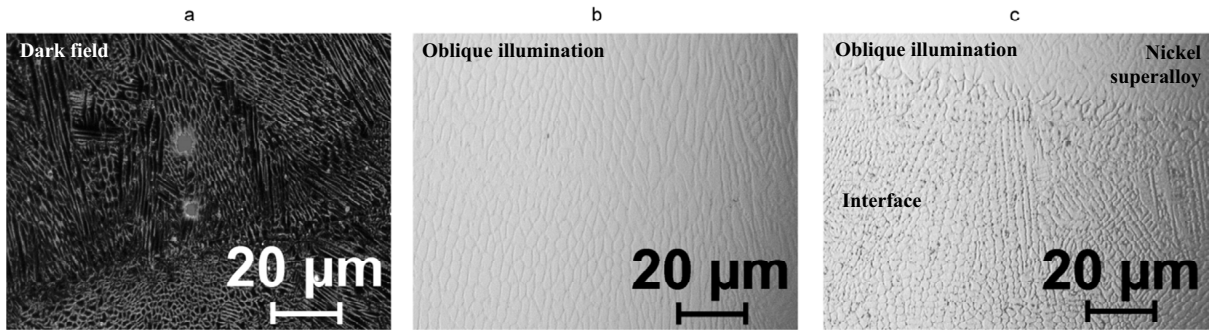 a
b
c
Dark field
Oblique illumination
Oblique illumination
Nickel
superalloy
Interface
20 μm
20 μm
20 μm